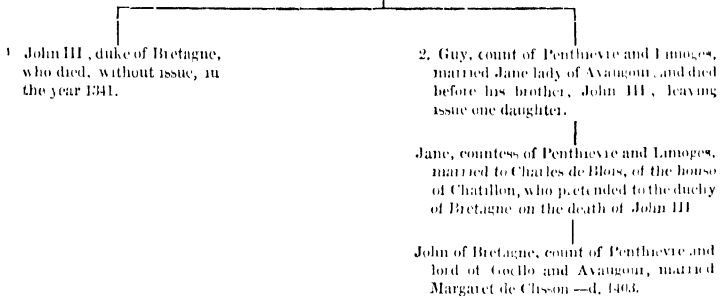 1 John III, duke of Bretagne,
who died, without issue, in
the year 1341.
2. Guy, count of Penthievre and Limoges,
married Jane lady of Avaugour, and died
before his brother, John III, leaving
issue one daughter.
Jane, countess of Penthievre and Limoges,
married to Charles de Blois, of the house
of Chatillon, who pretended to the duchy
of Bretagne on the death of John III
John of Bretagne, count of Penthievre and
lord of Goello and Avaugour, married
Margaret de Clisson —d. 1403.